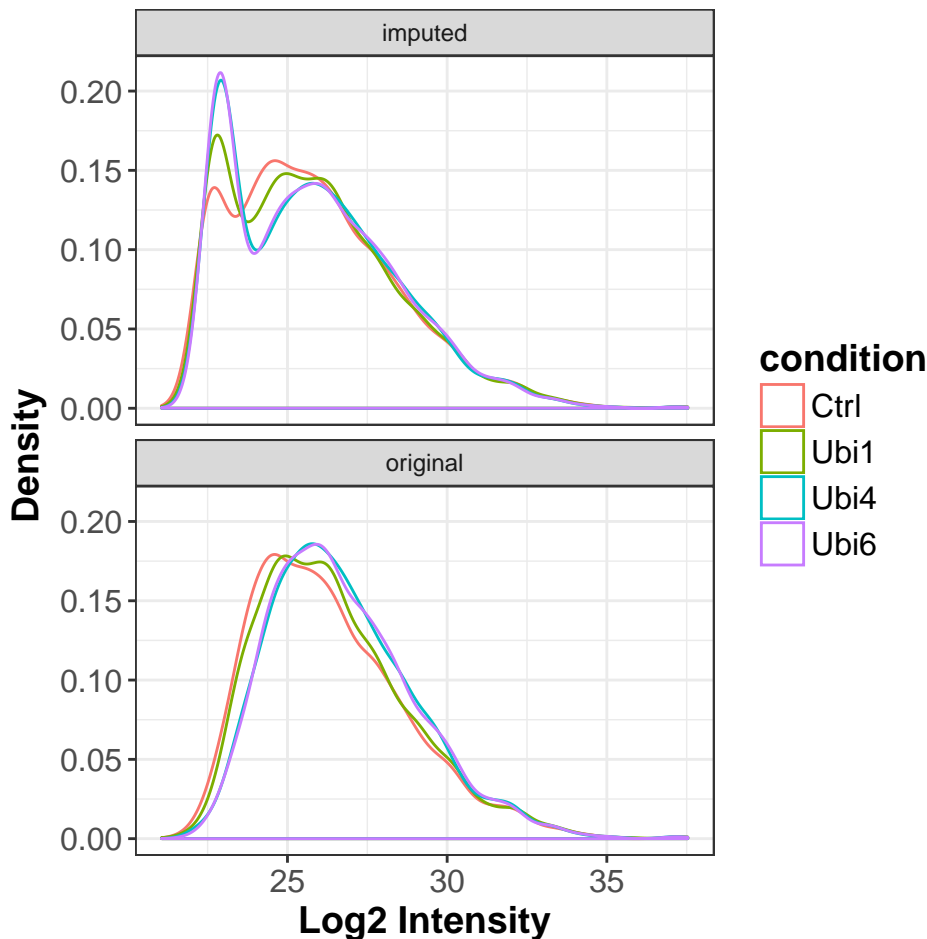 imputed
0.20
0.15
0.10
0.05
0.00
Density
original
0.20
0.15
0.10
0.05
0.00
25 30 35
Log2 Intensity
condition
Ctrl
Ubi1
Ubi4
Ubi6